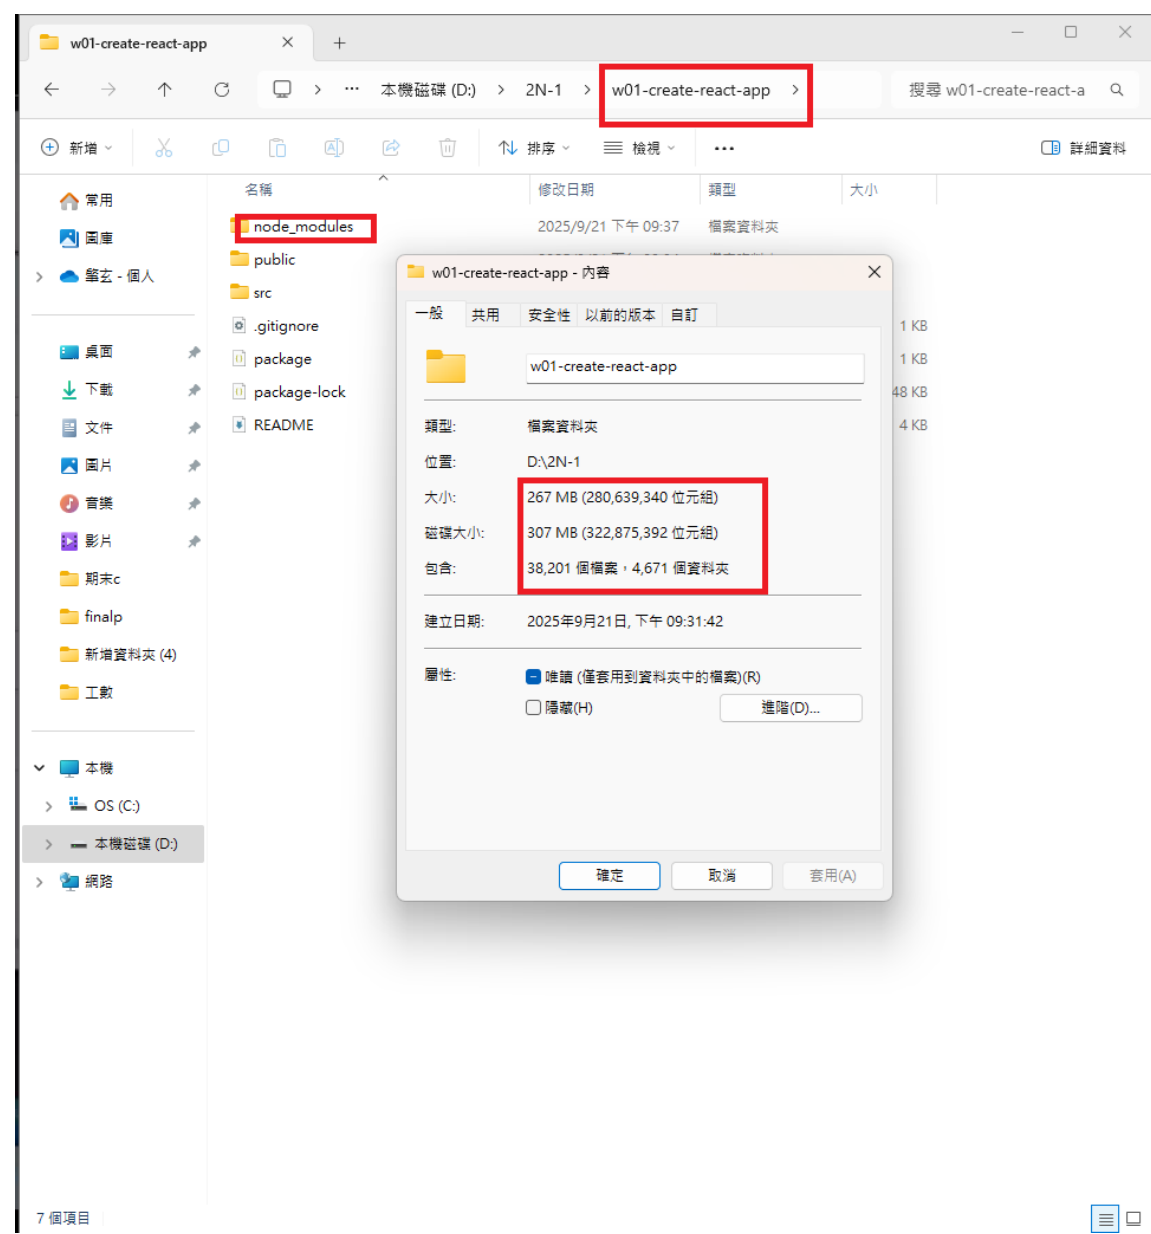 w01-create-react-app
本機磁碟 (D:) > 2N-1 > w01-create-react-app >
搜尋 w01-create-react-a
新增
排序
檢視
詳細資料
名稱 修改日期 類型 大小
常用
圖庫
擎玄 - 個人
桌面
下載
文件
圖片
音樂
影片
期末c
finalp
新增資料夾 (4)
工數
本機
OS (C:)
本機磁碟 (D:)
網路
node_modules 2025/9/21 下午 09:37 檔案資料夾
public
src
.gitignore 1 KB
package 1 KB
package-lock 48 KB
README 4 KB
w01-create-react-app - 內容
一般 共用 安全性 以前的版本 自訂
w01-create-react-app
類型: 檔案資料夾
位置: D:\2N-1
大小: 267 MB (280,639,340 位元組)
磁碟大小: 307 MB (322,875,392 位元組)
包含: 38,201 個檔案，4,671 個資料夾
建立日期: 2025年9月21日, 下午 09:31:42
屬性: 唯讀 (僅套用到資料夾中的檔案)(R)
隱藏(H)
進階(D)...
確定 取消 套用(A)
7 個項目